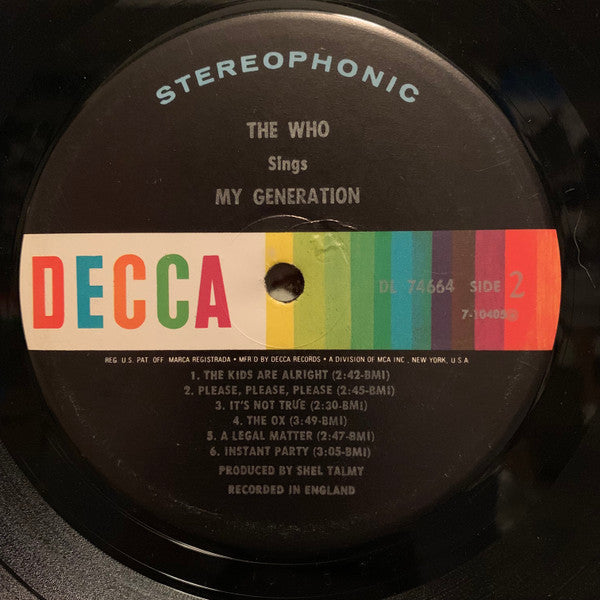 STEREOPHONIC
THE WHO
Sings
MY GENERATION
DECCA
DL 74664 SIDE 2
7-10405
REG. U.S. PAT. OFF. MARCA REGISTRADA • MFR'D BY DECCA RECORDS • A DIVISION OF MCA INC., NEW YORK, U.S.A.
1. THE KIDS ARE ALRIGHT (2:42-BMI)
2. PLEASE, PLEASE, PLEASE (2:45-BMI)
3. IT'S NOT TRUE (2:30-BMI)
4. THE OX (3:49-BMI)
5. A LEGAL MATTER (2:47-BMI)
6. INSTANT PARTY (3:05-BMI)
PRODUCED BY SHEL TALMY
RECORDED IN ENGLAND